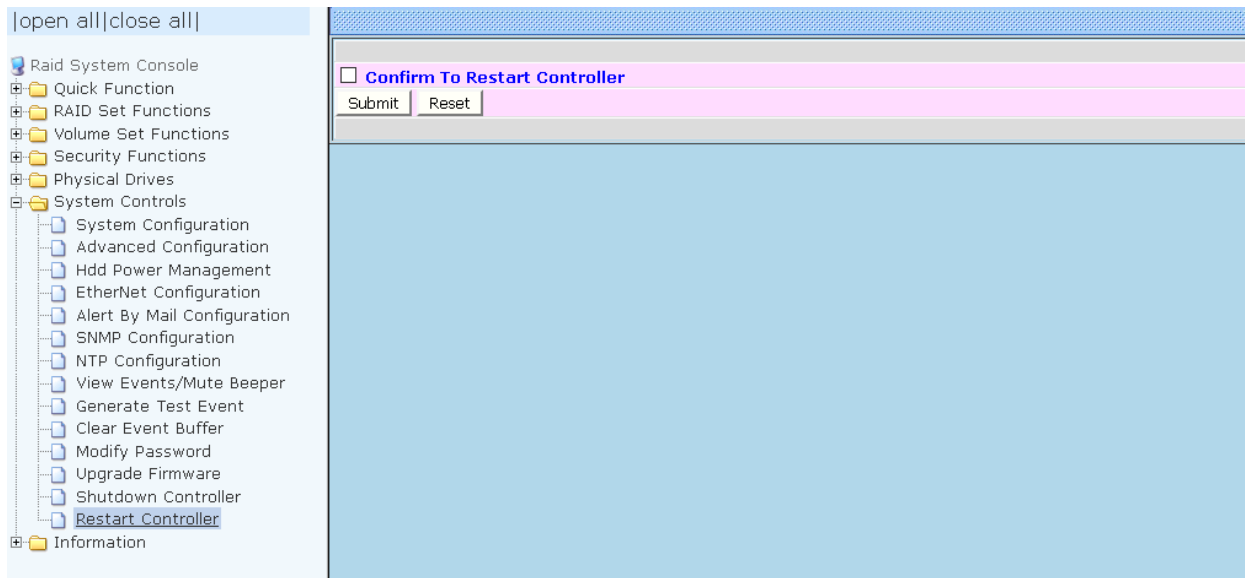 |open all|close all|
Raid System Console
Quick Function
RAID Set Functions
Volume Set Functions
Security Functions
Physical Drives
System Controls
System Configuration
Advanced Configuration
Hdd Power Management
EtherNet Configuration
Alert By Mail Configuration
SNMP Configuration
NTP Configuration
View Events/Mute Beeper
Generate Test Event
Clear Event Buffer
Modify Password
Upgrade Firmware
Shutdown Controller
Restart Controller
Information
Confirm To Restart Controller
Submit Reset